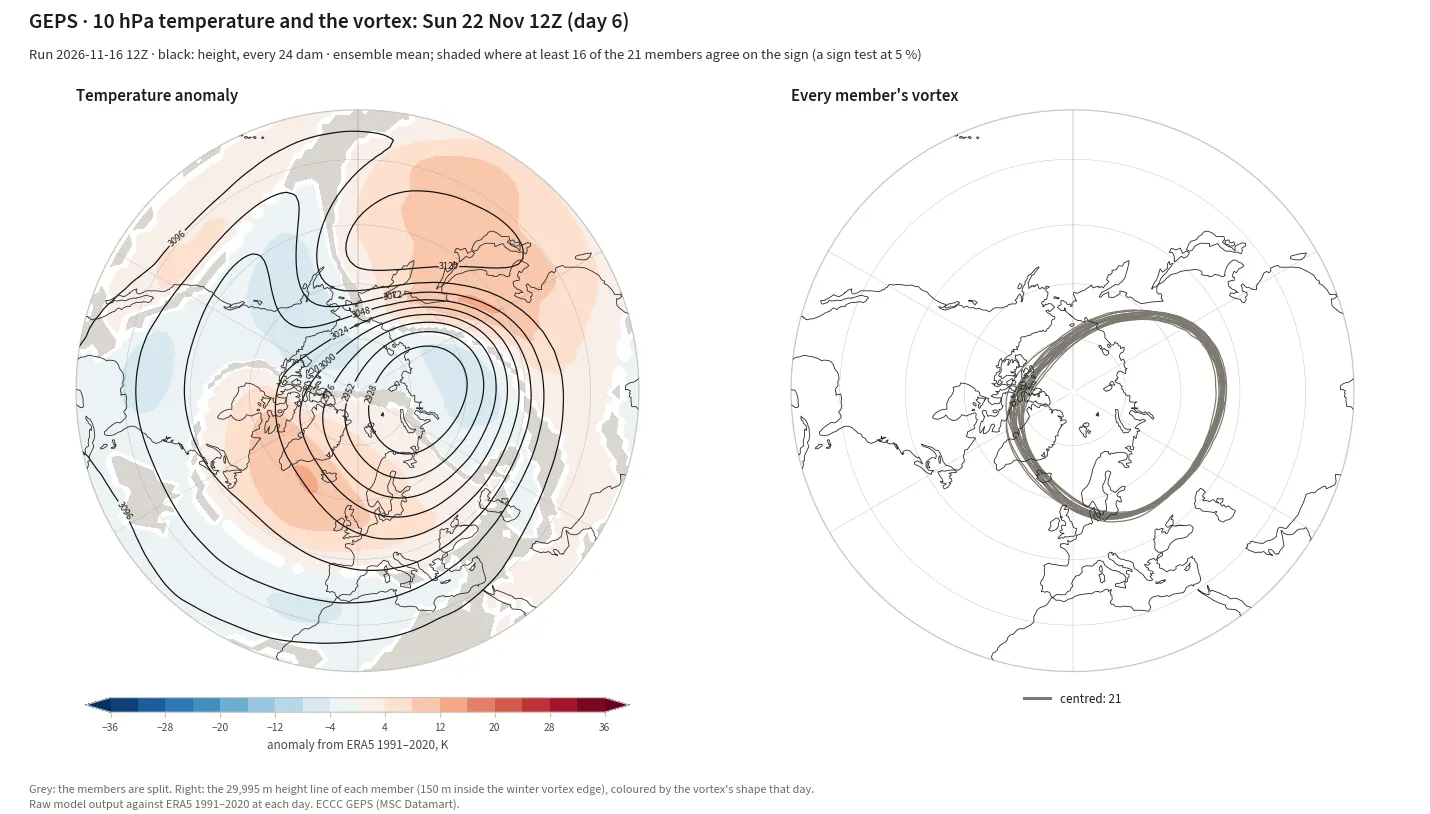 GEPS · 10 hPa temperature and the vortex: Sun 22 Nov 12Z (day 6)
Run 2026-11-16 12Z · black: height, every 24 dam · ensemble mean; shaded where at least 16 of the 21 members agree on the sign (a sign test at 5 %)
Temperature anomaly
Every member's vortex
3096
3120
3072
3048
3024
3000
2952
2928
3096
centred: 21
−36 −28 −20 −12 −4 4 12 20 28 36
anomaly from ERA5 1991–2020, K
Grey: the members are split. Right: the 29,995 m height line of each member (150 m inside the winter vortex edge), coloured by the vortex's shape that day.
Raw model output against ERA5 1991–2020 at each day. ECCC GEPS (MSC Datamart).